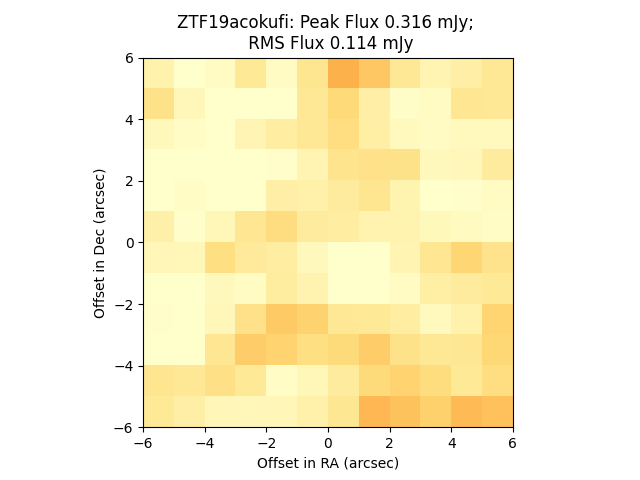 ZTF19acokufi: Peak Flux 0.316 mJy;
RMS Flux 0.114 mJy
6
4
2
0
−2
−4
−6
Offset in Dec (arcsec)
−6 −4 −2 0 2 4 6
Offset in RA (arcsec)